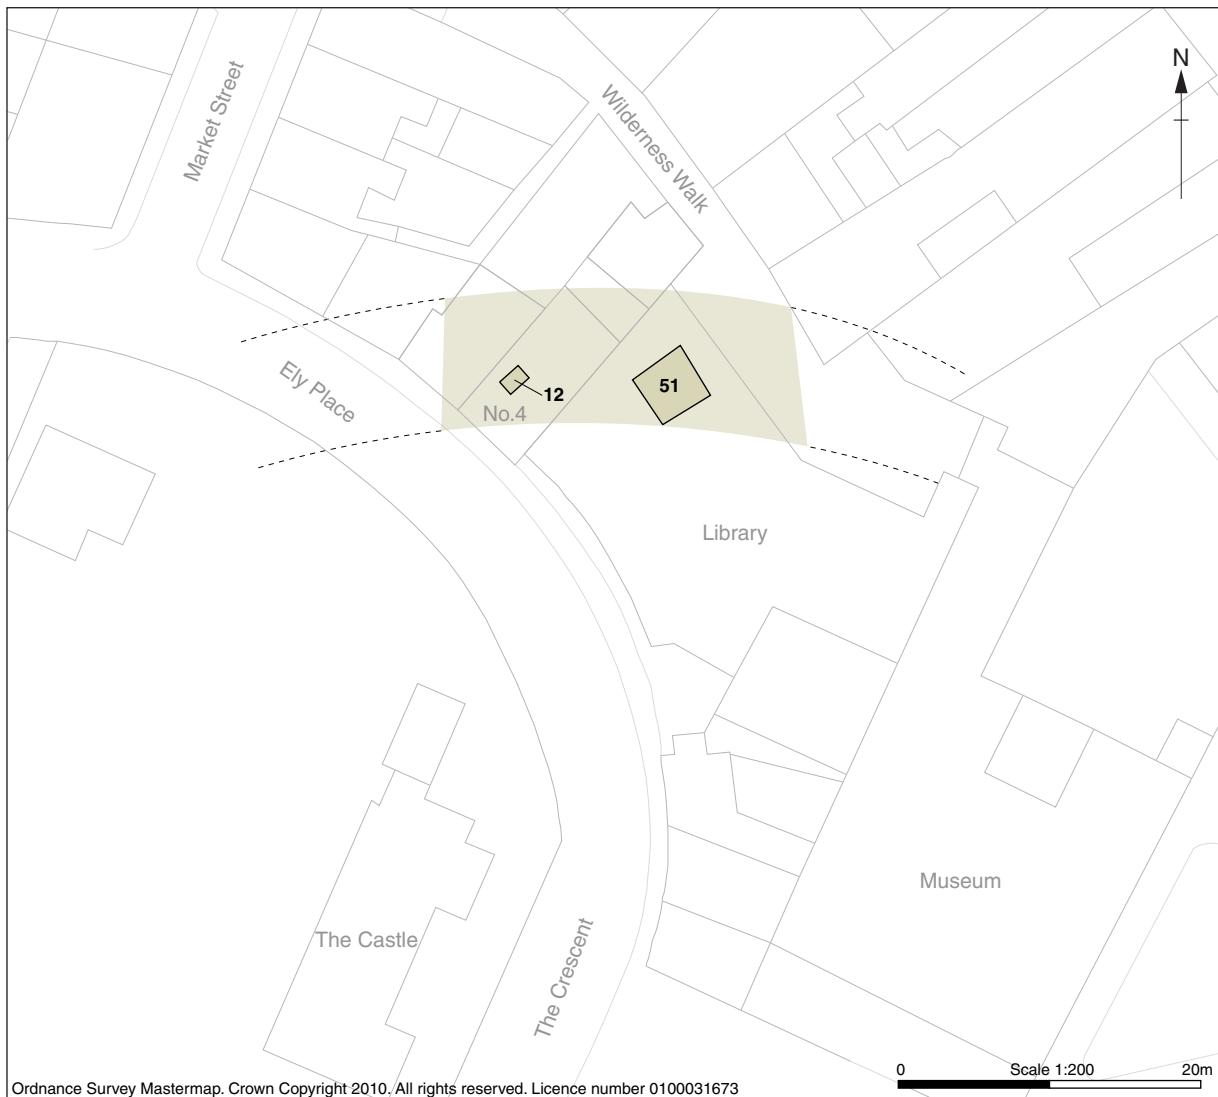 N
Market Street
Wilderness Walk
Ely Place
12
51
No.4
Library
Museum
The Castle
The Crescent
0 Scale 1:200 20m
Ordnance Survey Mastermap. Crown Copyright 2010. All rights reserved. Licence number 0100031673